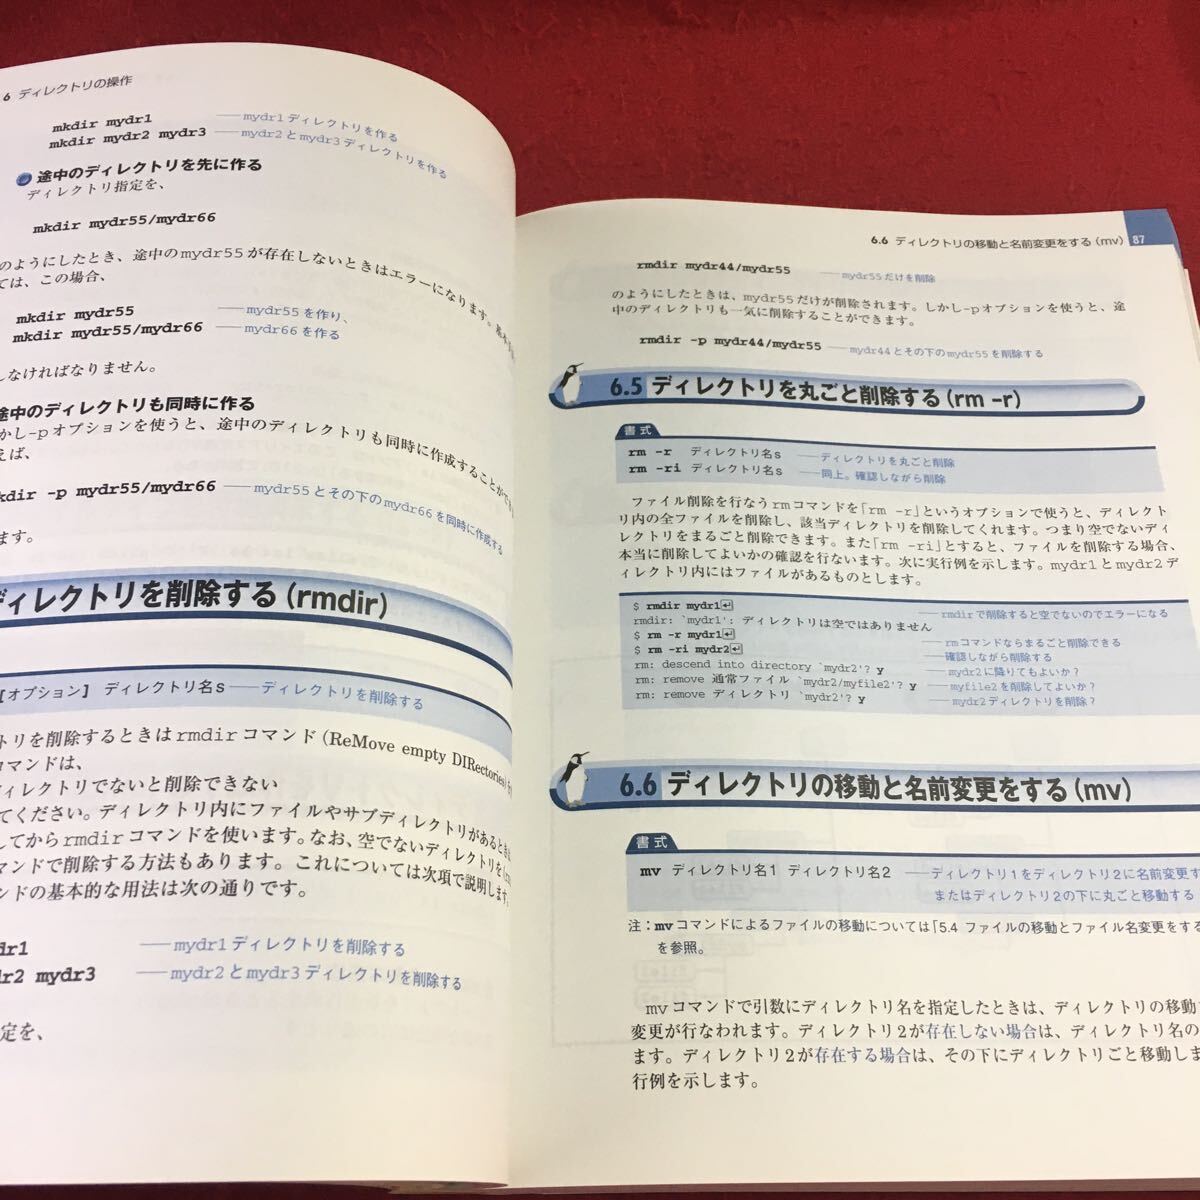 6 ディレクトリの操作
mkdir mydr1 ──mydr1ディレクトリを作る
mkdir mydr2 mydr3 ──mydr2とmydr3ディレクトリを作る
途中のディレクトリを先に作る
ディレクトリ指定を、
mkdir mydr55/mydr66
のようにしたとき、途中のmydr55が存在しないときはエラーになります。
ては、この場合、
mkdir mydr55 ──mydr55を作り、
mkdir mydr55/mydr66 ──mydr66を作る
しなければなりません。
途中のディレクトリも同時に作る
かし-pオプションを使うと、途中のディレクトリも同時に作成することができ
えば、
kdir -p mydr55/mydr66 ──mydr55とその下のmydr66を同時に作成する
ます。
ディレクトリを削除する(rmdir)
[オプション] ディレクトリ名s──ディレクトリを削除する
トリを削除するときはrmdirコマンド(ReMove empty DIRectories)
コマンドは、
ディレクトリでないと削除できない
てください。ディレクトリ内にファイルやサブディレクトリがあるときは
してからrmdirコマンドを使います。なお、空でないディレクトリを
マンドで削除する方法もあります。これについては次項で説明します。
ンドの基本的な用法は次の通りです。
dr1 ──mydr1ディレクトリを削除する
dr2 mydr3 ──mydr2とmydr3ディレクトリを削除する
定を、
6.6 ディレクトリの移動と名前変更をする(mv) 87
rmdir mydr44/mydr55 ──mydr55だけを削除
のようにしたときは、mydr55だけが削除されます。しかし-pオプションを使うと、途
中のディレクトリも一気に削除することができます。
rmdir -p mydr44/mydr55 ──mydr44とその下のmydr55を削除する
6.5 ディレクトリを丸ごと削除する(rm -r)
書式
rm -r ディレクトリ名s ──ディレクトリを丸ごと削除
rm -ri ディレクトリ名s ──同上。確認しながら削除
ファイル削除を行なうrmコマンドを「rm -r」というオプションで使うと、ディレクト
リ内の全ファイルを削除し、該当ディレクトリを削除してくれます。つまり空でないディ
レクトリをまるごと削除できます。また「rm -ri」とすると、ファイルを削除する場合、
本当に削除してよいかの確認を行ないます。次に実行例を示します。mydr1とmydr2デ
ィレクトリ内にはファイルがあるものとします。
$ rmdir mydr1↵ ──rmdirで削除すると空でないのでエラーになる
rmdir: `mydr1': ディレクトリは空ではありません
$ rm -r mydr1↵ ──rmコマンドならまるごと削除できる
$ rm -ri mydr2↵ ──確認しながら削除する
rm: descend into directory `mydr2'? y ──mydr2に降りてもよいか?
rm: remove 通常ファイル `mydr2/myfile2'? y ──myfile2を削除してよいか?
rm: remove ディレクトリ `mydr2'? y ──mydr2ディレクトリを削除?
6.6 ディレクトリの移動と名前変更をする(mv)
書式
mv ディレクトリ名1 ディレクトリ名2 ──ディレクトリ1をディレクトリ2に名前変更す
またはディレクトリ2の下に丸ごと移動する
注：mvコマンドによるファイルの移動については「5.4 ファイルの移動とファイル名変更をする
を参照。
mvコマンドで引数にディレクトリ名を指定したときは、ディレクトリの移動
変更が行なわれます。ディレクトリ2が存在しない場合は、ディレクトリ名の
ます。ディレクトリ2が存在する場合は、その下にディレクトリごと移動しま
行例を示します。